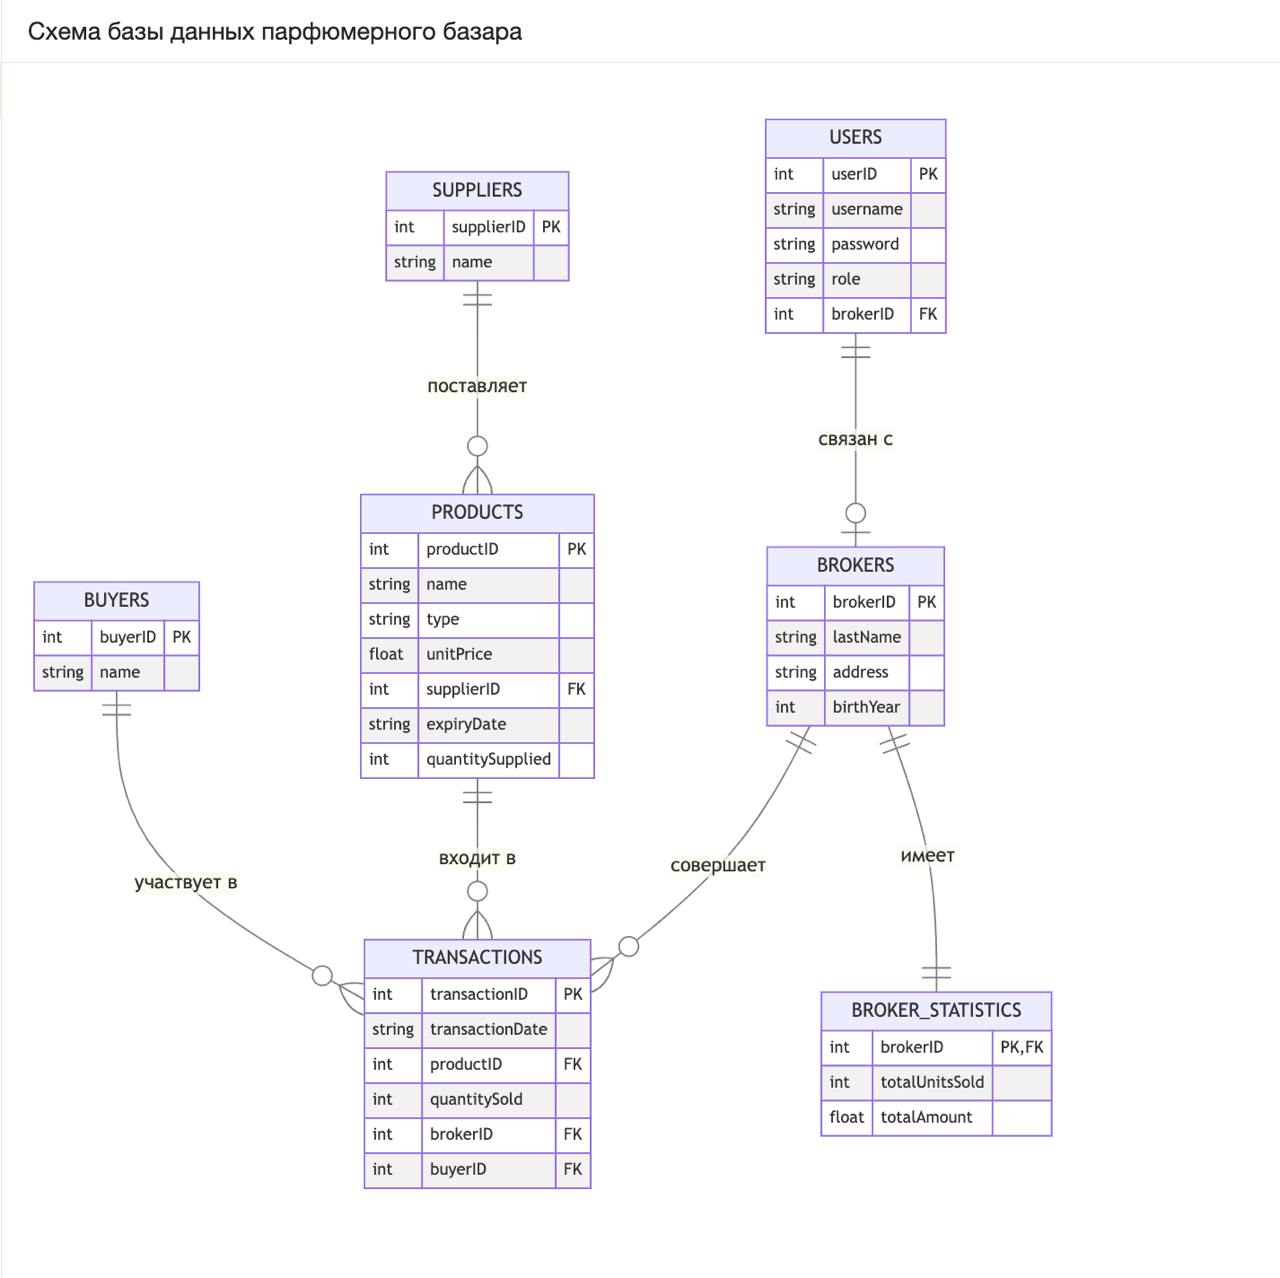 Схема базы данных парфюмерного базара
USERS
int userID PK
string username
string password
string role
int brokerID FK
SUPPLIERS
int supplierID PK
string name
поставляет
связан с
PRODUCTS
int productID PK
string name
string type
float unitPrice
int supplierID FK
string expiryDate
int quantitySupplied
BROKERS
int brokerID PK
string lastName
string address
int birthYear
BUYERS
int buyerID PK
string name
участвует в
входит в
совершает
имеет
TRANSACTIONS
int transactionID PK
string transactionDate
int productID FK
int quantitySold
int brokerID FK
int buyerID FK
BROKER_STATISTICS
int brokerID PK,FK
int totalUnitsSold
float totalAmount